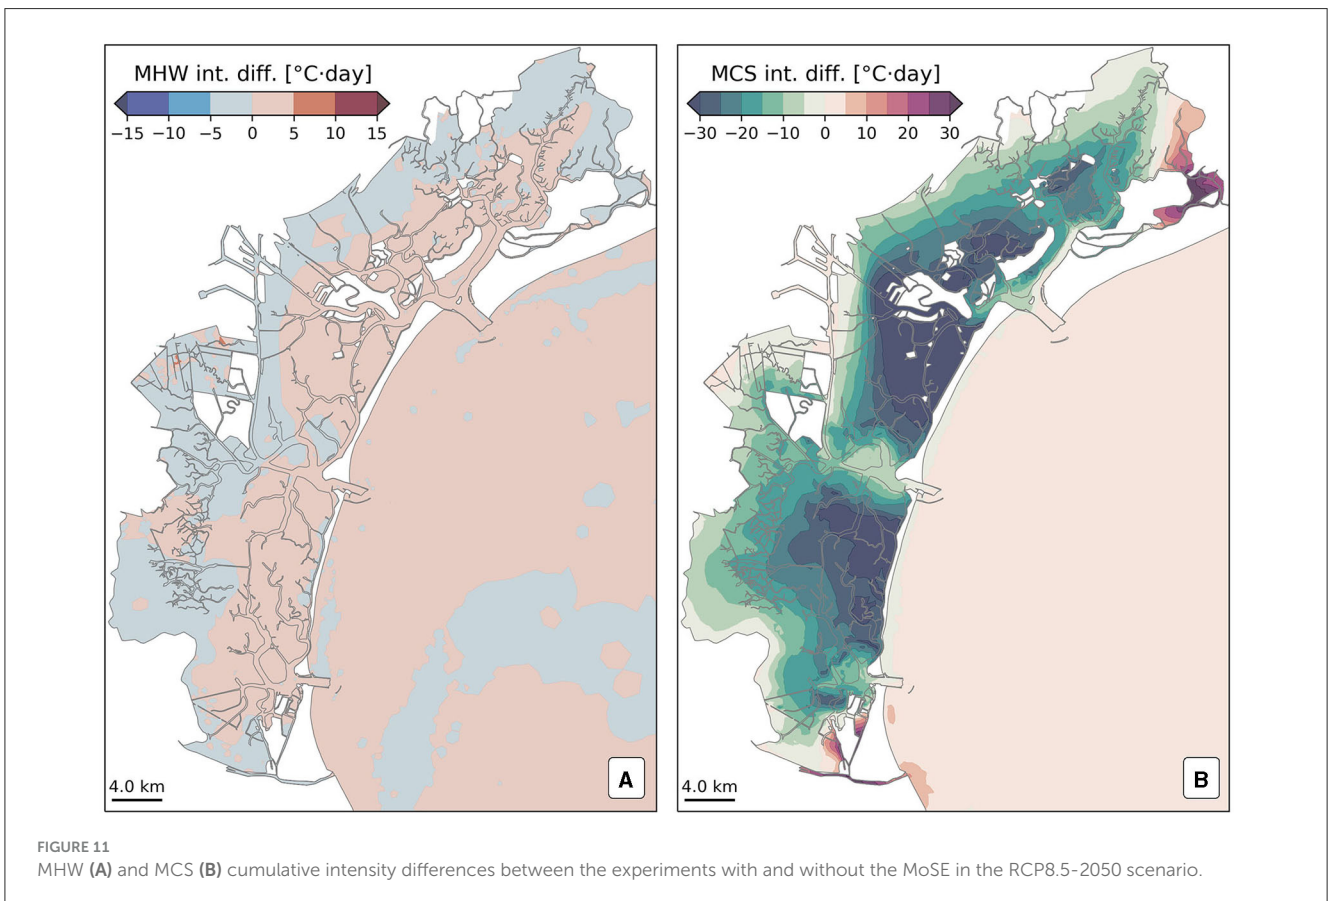 MHW int. diff. [°C·day]
−15 −10 −5 0 5 10 15
4.0 km
A
MCS int. diff. [°C·day]
−30 −20 −10 0 10 20 30
4.0 km
B
FIGURE 11
MHW (A) and MCS (B) cumulative intensity differences between the experiments with and without the MoSE in the RCP8.5-2050 scenario.